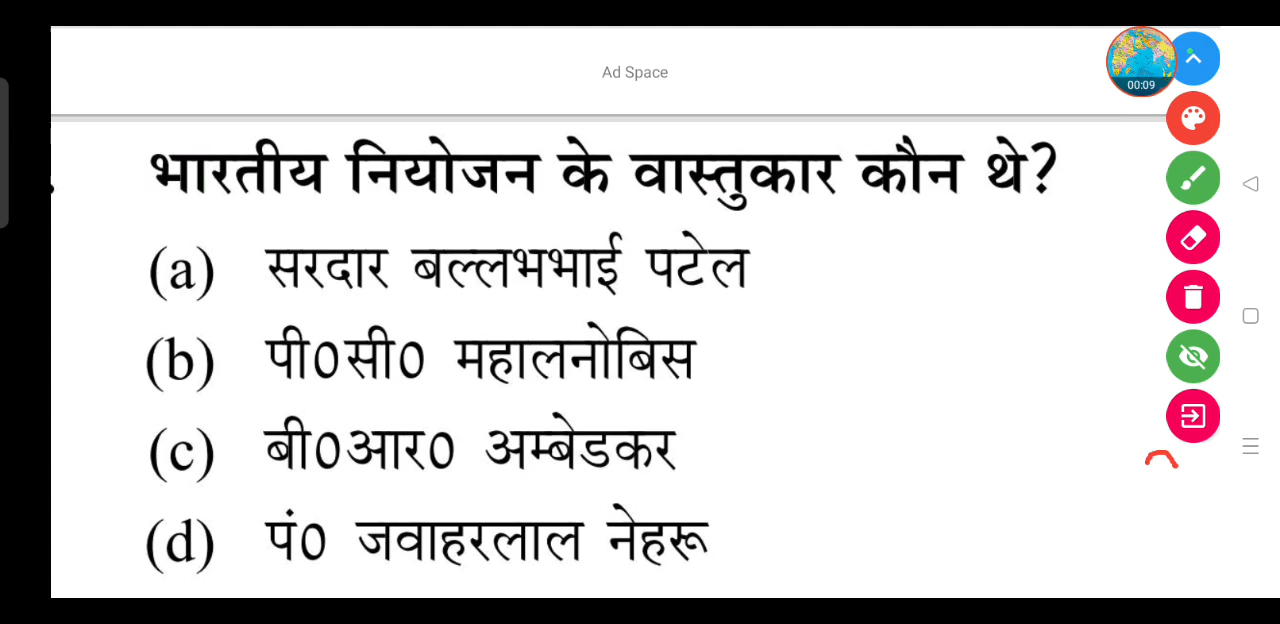 Ad Space
00:09
भारतीय नियोजन के वास्तुकार कौन थे?
(a) सरदार बल्लभभाई पटेल
(b) पी0सी0 महालनोबिस
(c) बी0आर0 अम्बेडकर
(d) पं0 जवाहरलाल नेहरू